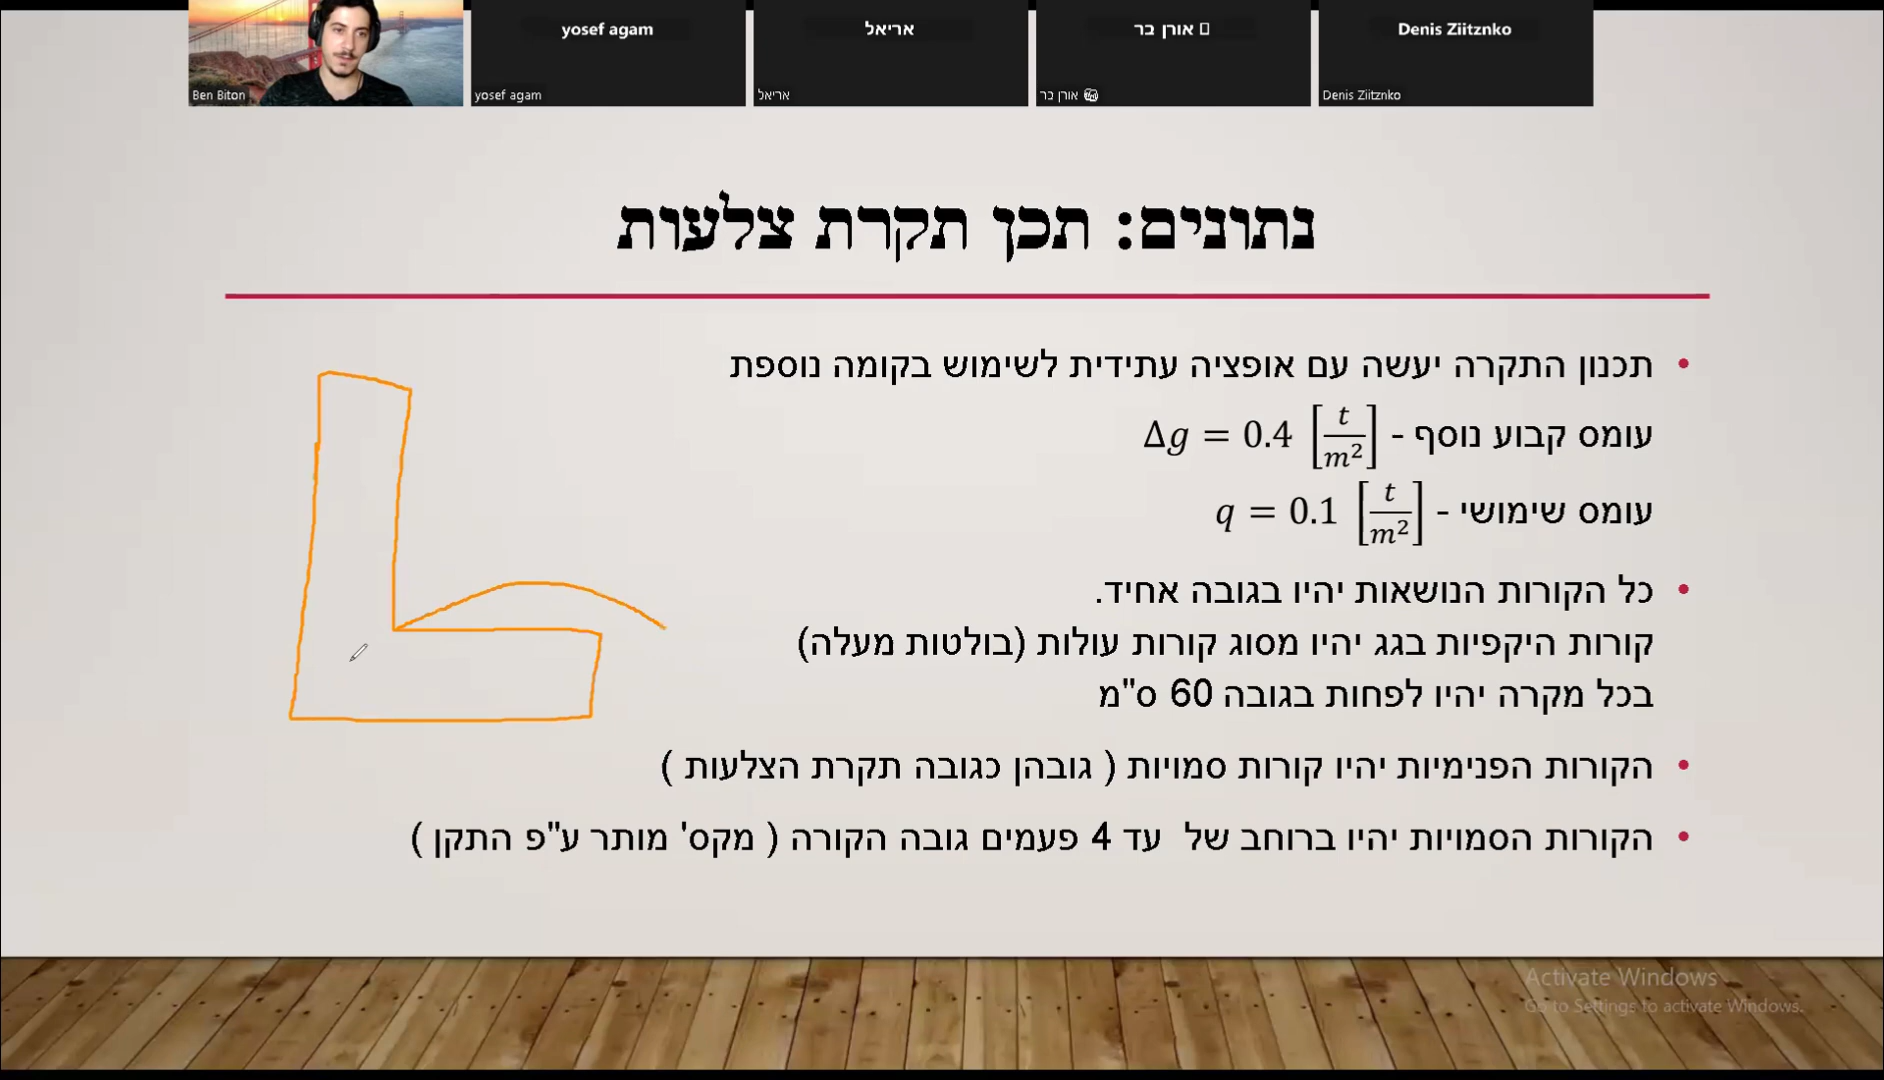 yosef agam
אריאל
אורן בר
Denis Ziitznko
Ben Biton
yosef agam
אריאל
אורן בר
Denis Ziitznko
נתונים: תכן תקרת צלעות
• תכנון התקרה יעשה עם אופציה עתידית לשימוש בקומה נוספת
עומס קבוע נוסף - Δg = 0.4 [t/m²]
עומס שימושי - q = 0.1 [t/m²]
• כל הקורות הנושאות יהיו בגובה אחיד.
קורות היקפיות בגג יהיו מסוג קורות עולות (בולטות מעלה)
בכל מקרה יהיו לפחות בגובה 60 ס"מ
• הקורות הפנימיות יהיו קורות סמויות ( גובהן כגובה תקרת הצלעות )
• הקורות הסמויות יהיו ברוחב של עד 4 פעמים גובה הקורה ( מקס' מותר ע"פ התקן )
Activate Windows
Go to Settings to activate Windows.